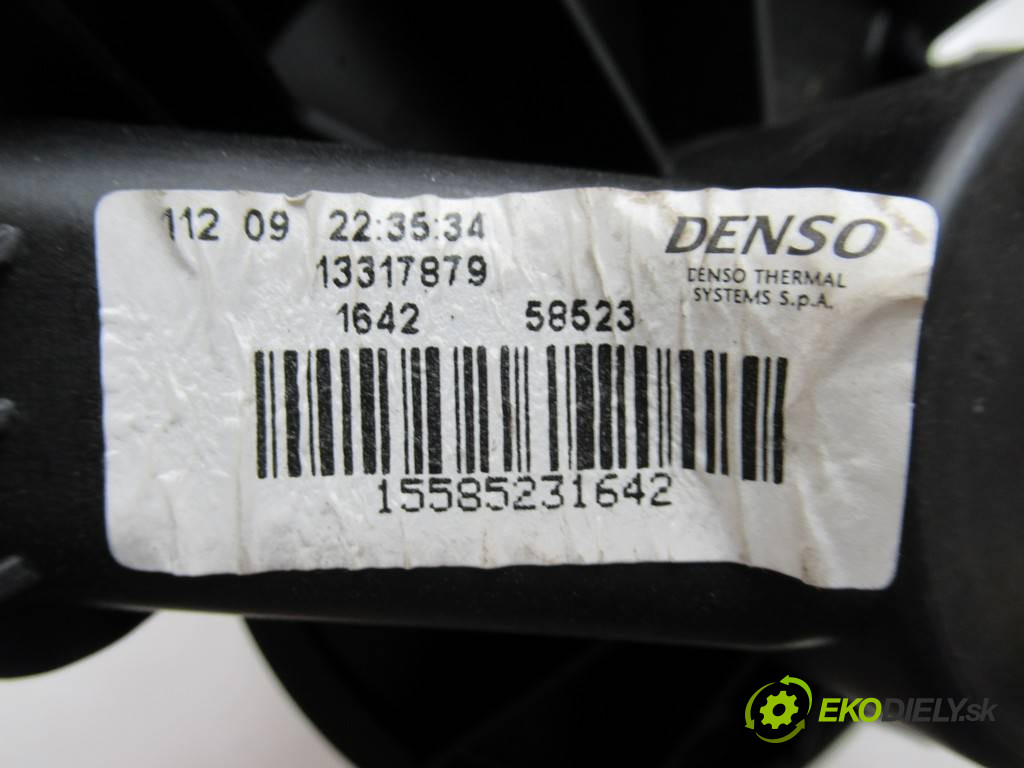 112 09 22:35:34
13317879
1642 58523
DENSO
DENSO THERMAL
SYSTEMS S.p.A.
15585231642
EKODIELY.sk